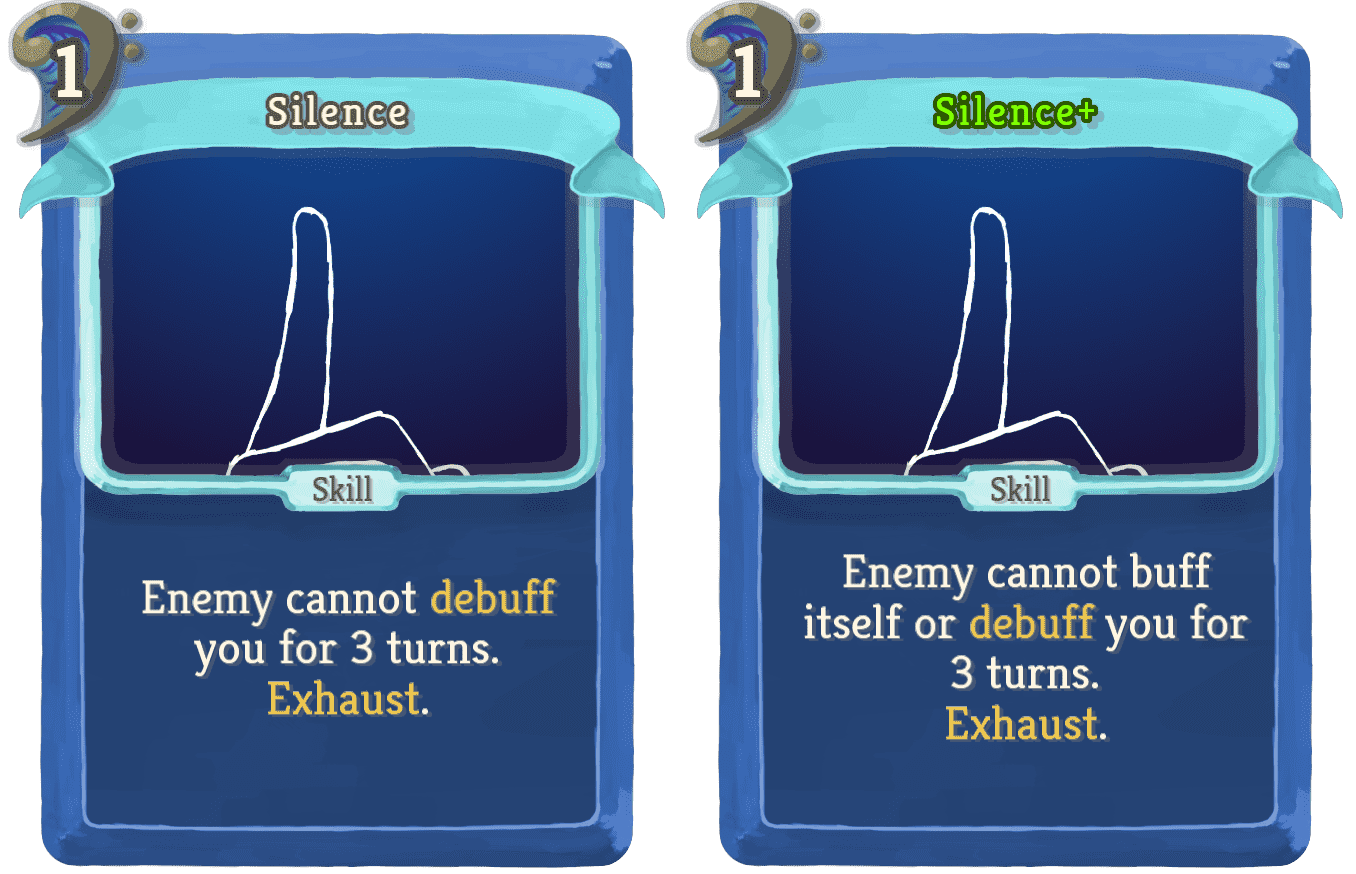 1
Silence
Skill
Enemy cannot debuff
you for 3 turns.
Exhaust.
1
Silence+
Skill
Enemy cannot buff
itself or debuff you for
3 turns.
Exhaust.